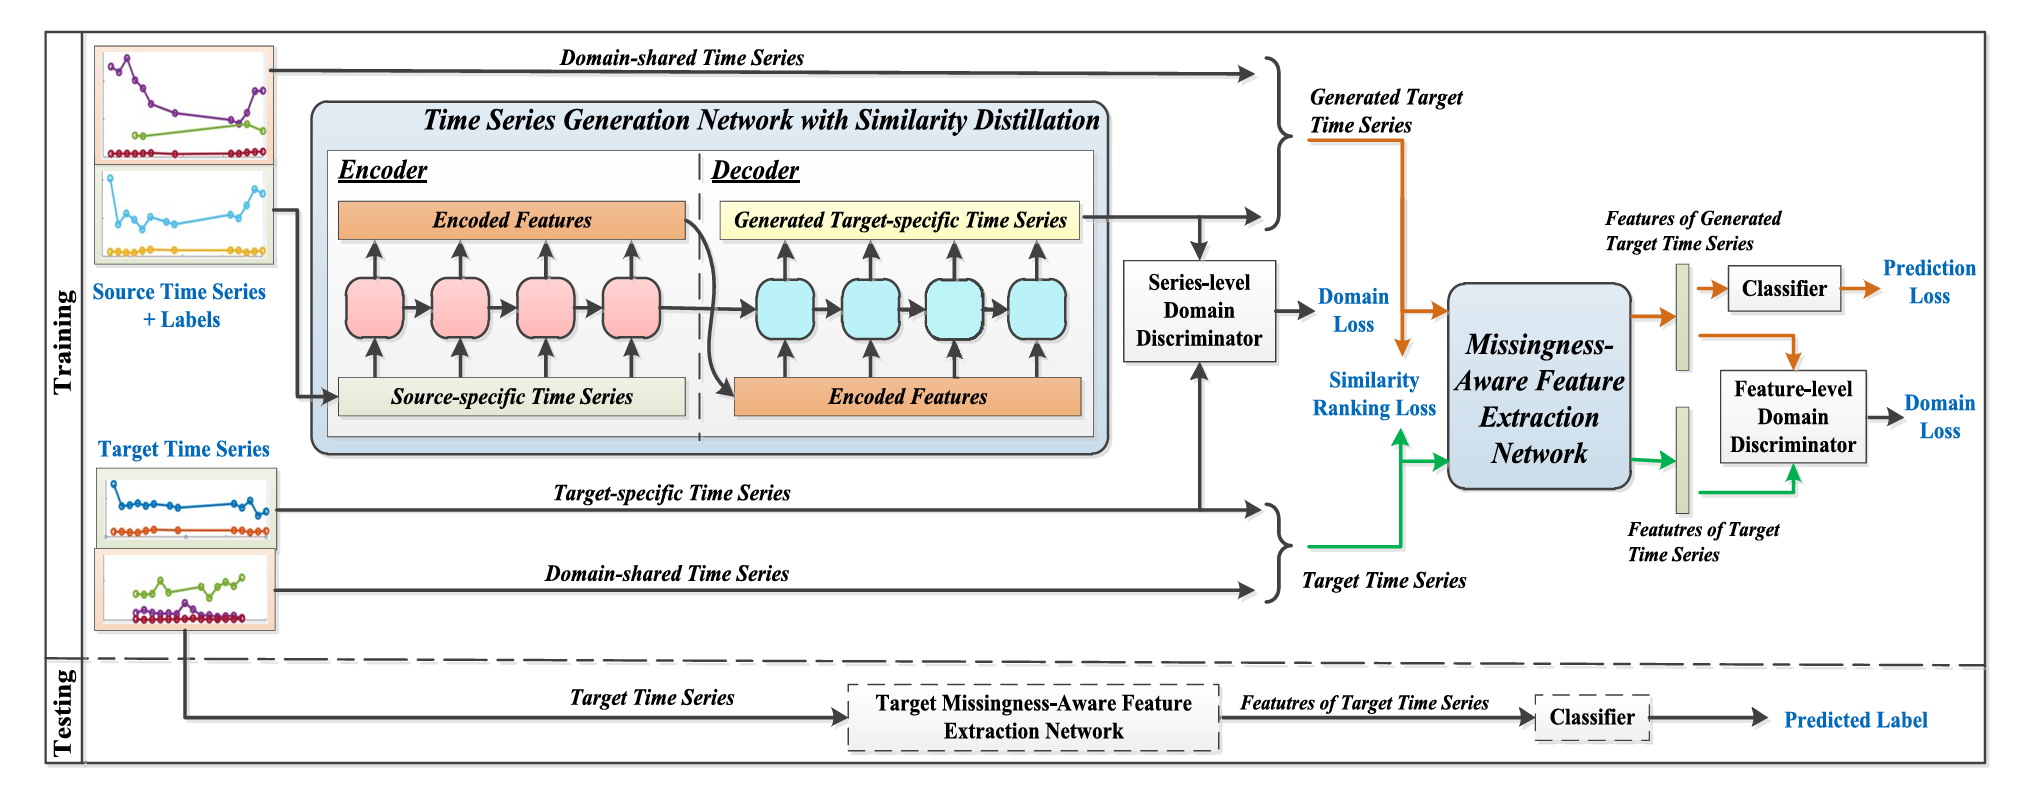 Training
Domain-shared Time Series
Generated Target
Time Series
Time Series Generation Network with Similarity Distillation
Encoder
Decoder
Encoded Features
Generated Target-specific Time Series
Source-specific Time Series
Encoded Features
Source Time Series
+ Labels
Series-level
Domain
Discriminator
Domain
Loss
Similarity
Ranking Loss
Missingness-
Aware Feature
Extraction
Network
Features of Generated
Target Time Series
Classifier
Prediction
Loss
Feature-level
Domain
Discriminator
Domain
Loss
Featutres of Target
Time Series
Target Time Series
Target-specific Time Series
Domain-shared Time Series
Target Time Series
Testing
Target Time Series
Target Missingness-Aware Feature
Extraction Network
Featutres of Target Time Series
Classifier
Predicted Label